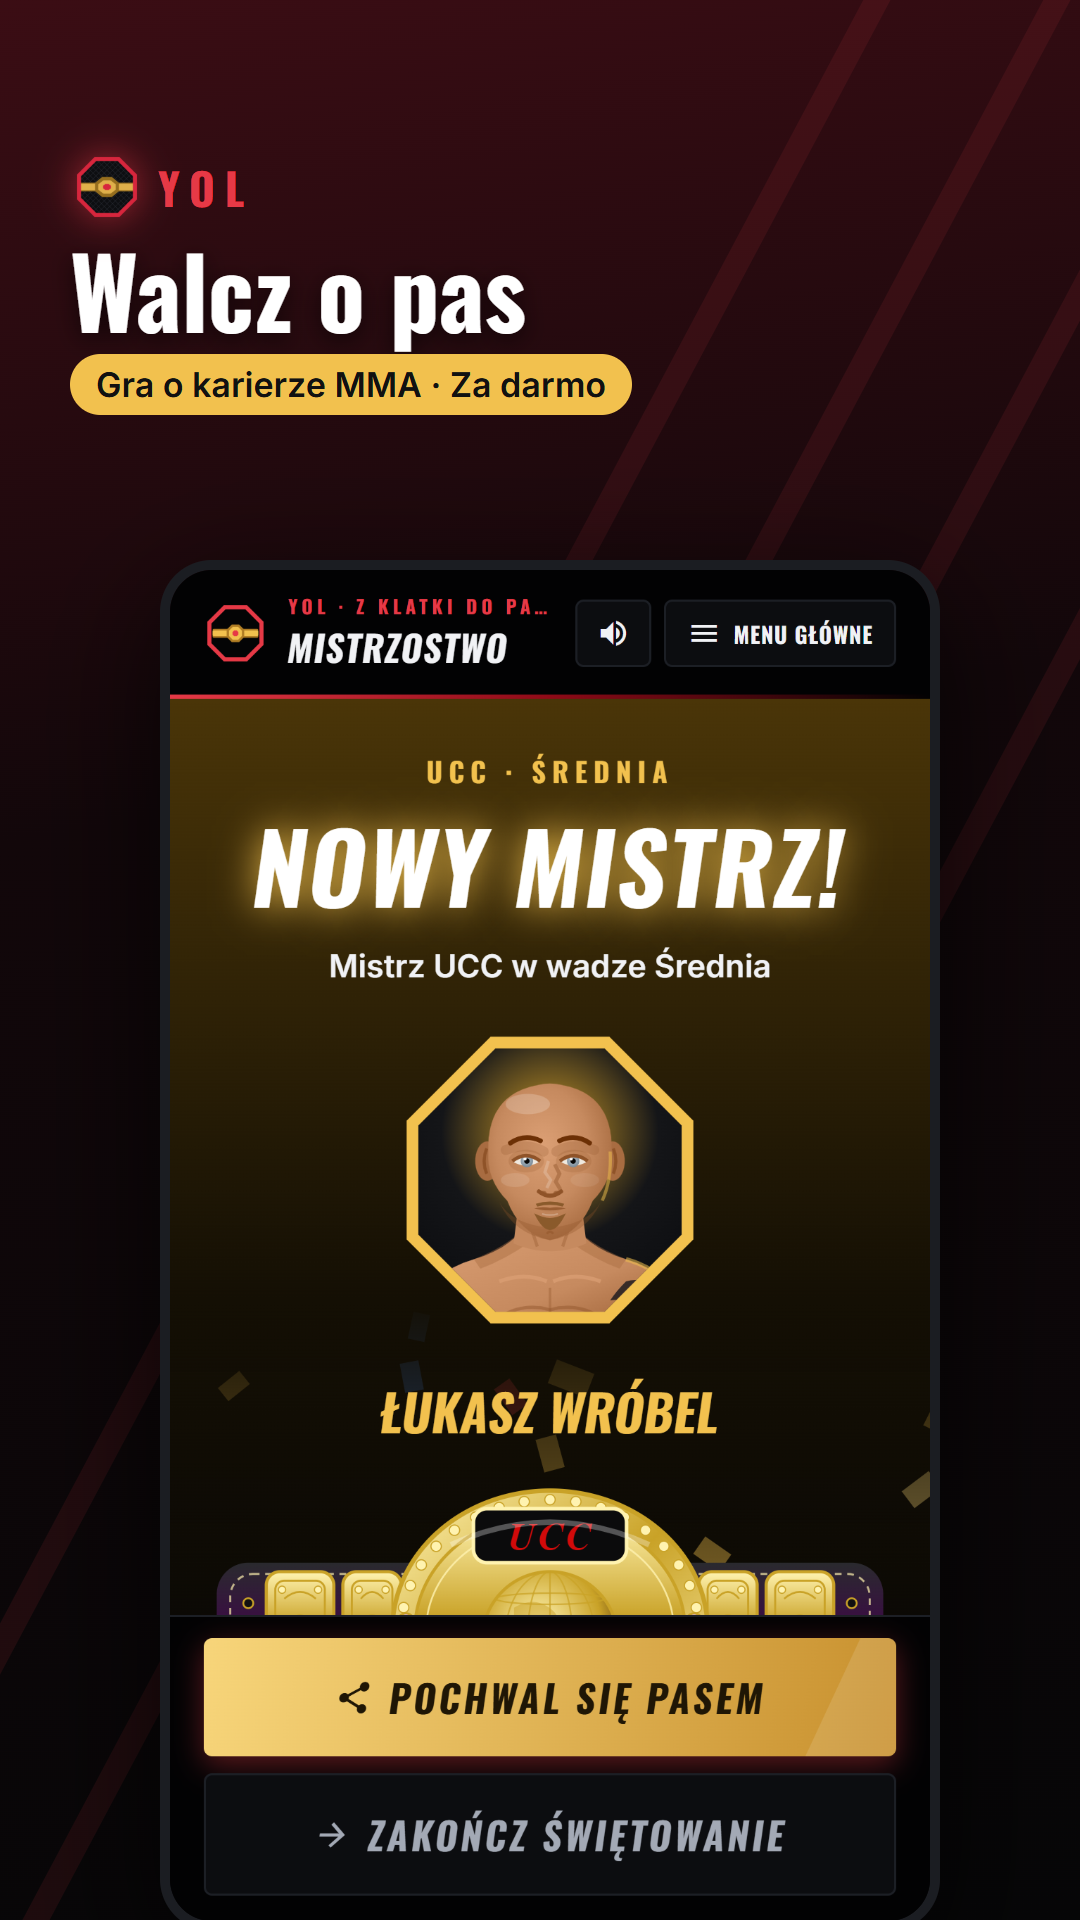 YOL
Walcz o pas
Gra o karierze MMA · Za darmo
YOL · Z KLATKI DO PA…
MISTRZOSTWO
MENU GŁÓWNE
UCC · ŚREDNIA
NOWY MISTRZ!
Mistrz UCC w wadze Średnia
ŁUKASZ WRÓBEL
UCC
POCHWAL SIĘ PASEM
ZAKOŃCZ ŚWIĘTOWANIE